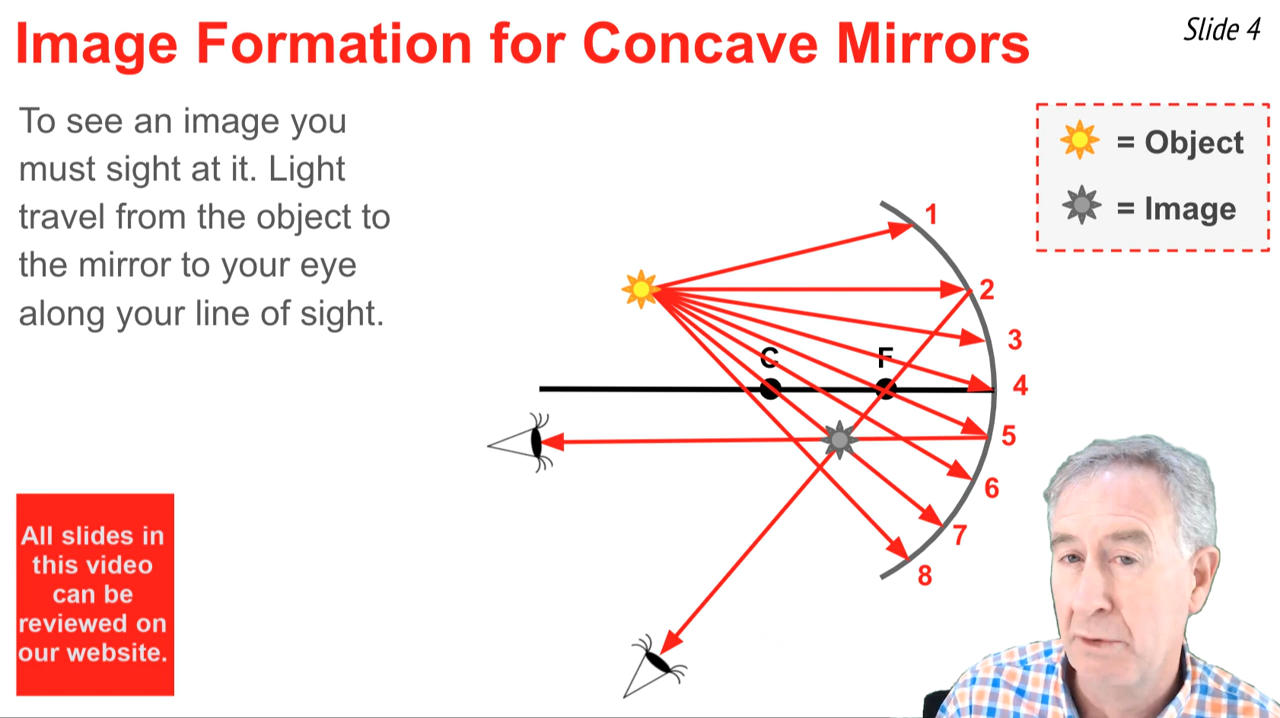 Image Formation for Concave Mirrors
Slide 4
To see an image you
must sight at it. Light
travel from the object to
the mirror to your eye
along your line of sight.
= Object
= Image
1
2
3
C
F
4
5
6
7
8
All slides in
this video
can be
reviewed on
our website.